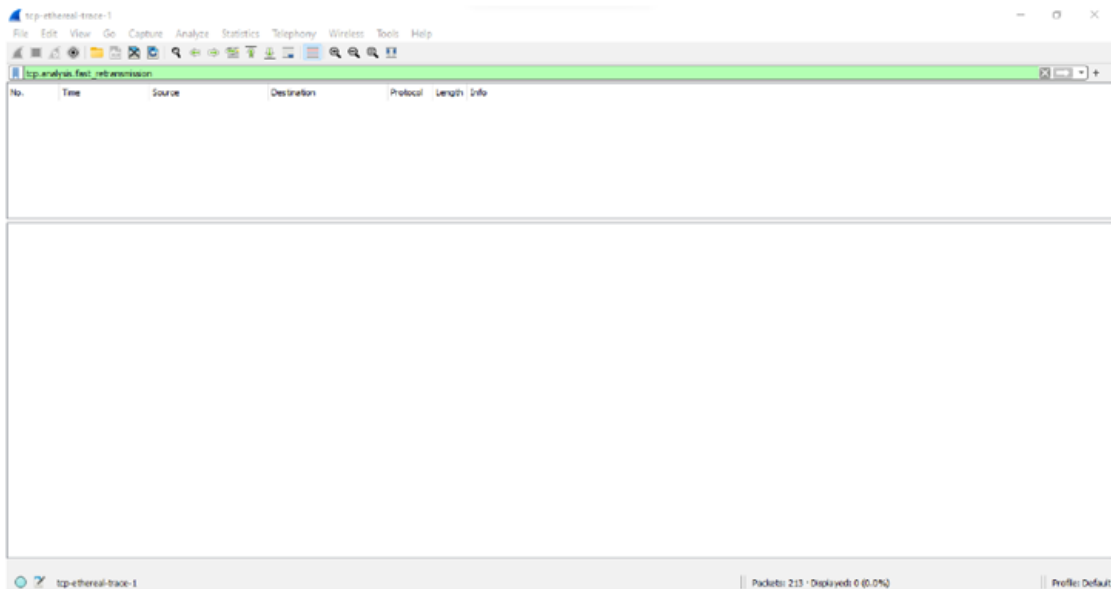 tcp-ethereal-trace-1
File Edit View Go Capture Analyze Statistics Telephony Wireless Tools Help
tcp.analysis.fast_retransmission
No. Time Source Destination Protocol Length Info
tcp-ethereal-trace-1 Packets: 213 · Displayed: 0 (0.0%) Profile: Default